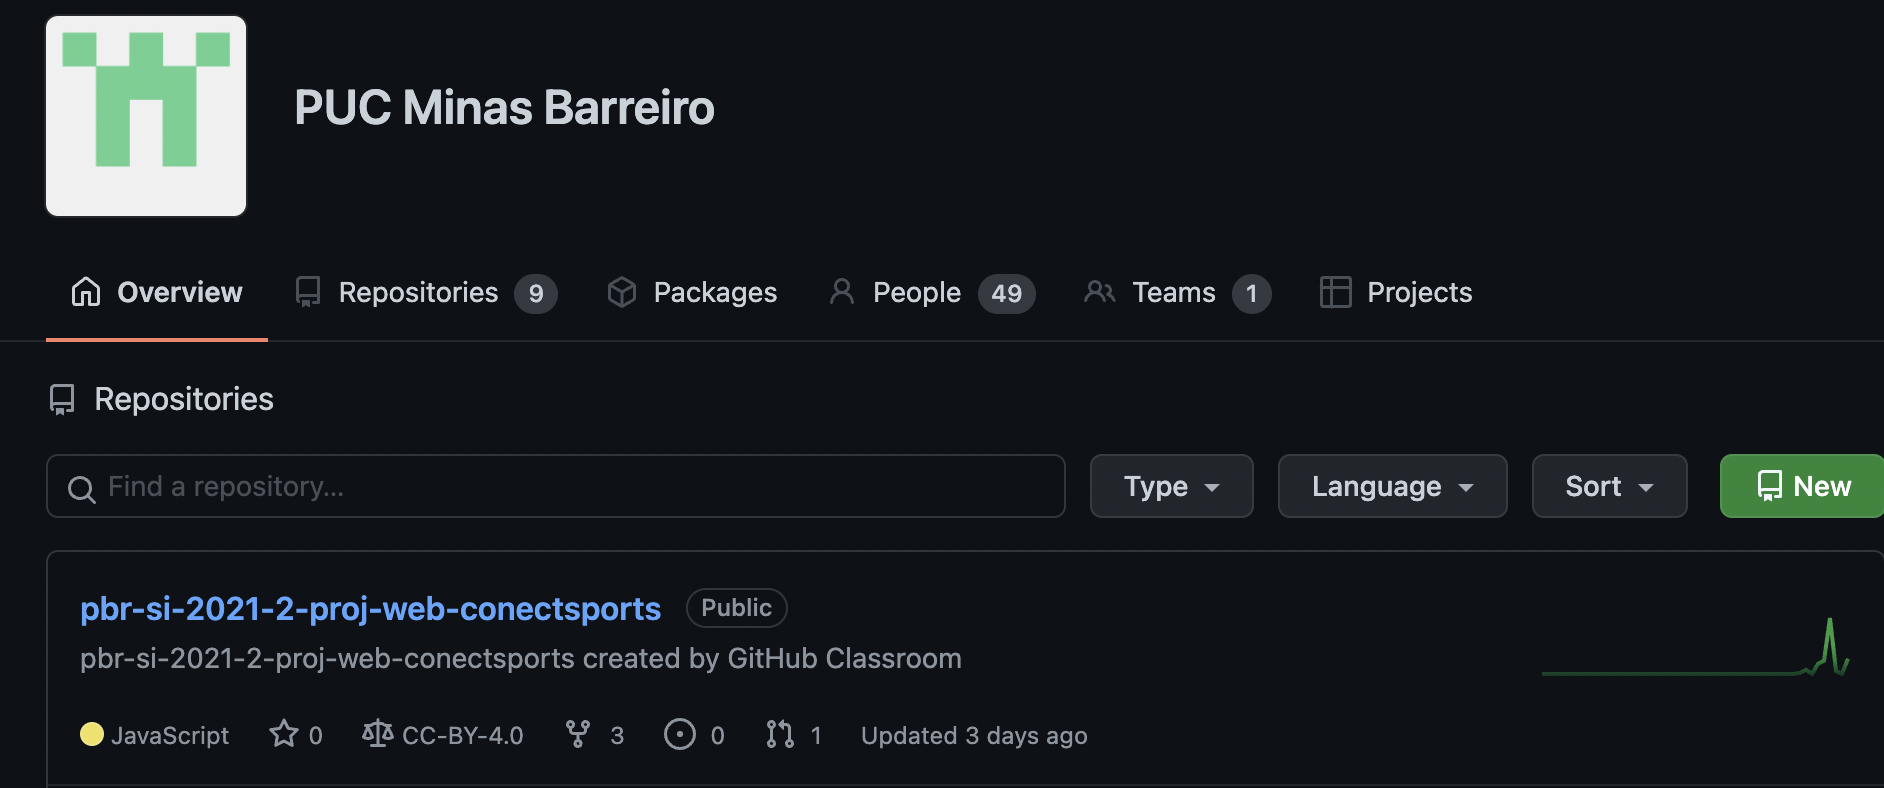 PUC Minas Barreiro
Overview Repositories 9 Packages People 49 Teams 1 Projects
Repositories
Find a repository... Type Language Sort New
pbr-si-2021-2-proj-web-conectsports Public
pbr-si-2021-2-proj-web-conectsports created by GitHub Classroom
JavaScript 0 CC-BY-4.0 3 0 1 Updated 3 days ago